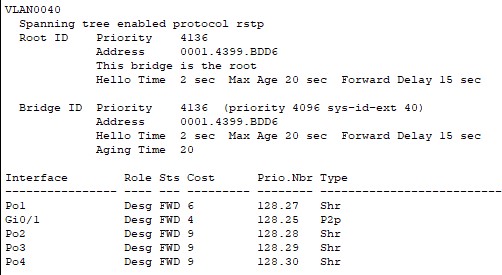 VLAN0040
  Spanning tree enabled protocol rstp
  Root ID    Priority    4136
             Address     0001.4399.BDD6
             This bridge is the root
             Hello Time  2 sec  Max Age 20 sec  Forward Delay 15 sec

  Bridge ID  Priority    4136  (priority 4096 sys-id-ext 40)
             Address     0001.4399.BDD6
             Hello Time  2 sec  Max Age 20 sec  Forward Delay 15 sec
             Aging Time  20

Interface        Role Sts Cost      Prio.Nbr Type
---------------- ---- --- --------- -------- --------------------------------
Po1              Desg FWD 6         128.27   Shr
Gi0/1            Desg FWD 4         128.25   P2p
Po2              Desg FWD 9         128.28   Shr
Po3              Desg FWD 9         128.29   Shr
Po4              Desg FWD 9         128.30   Shr